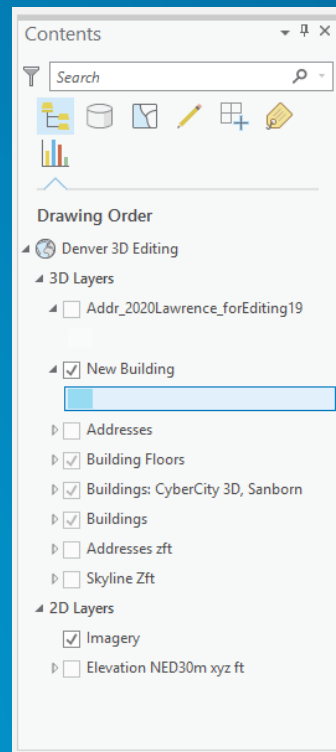 Contents
Search
Drawing Order
Denver 3D Editing
3D Layers
Addr_2020Lawrence_forEditing19
New Building
Addresses
Building Floors
Buildings: CyberCity 3D, Sanborn
Buildings
Addresses zft
Skyline Zft
2D Layers
Imagery
Elevation NED30m xyz ft